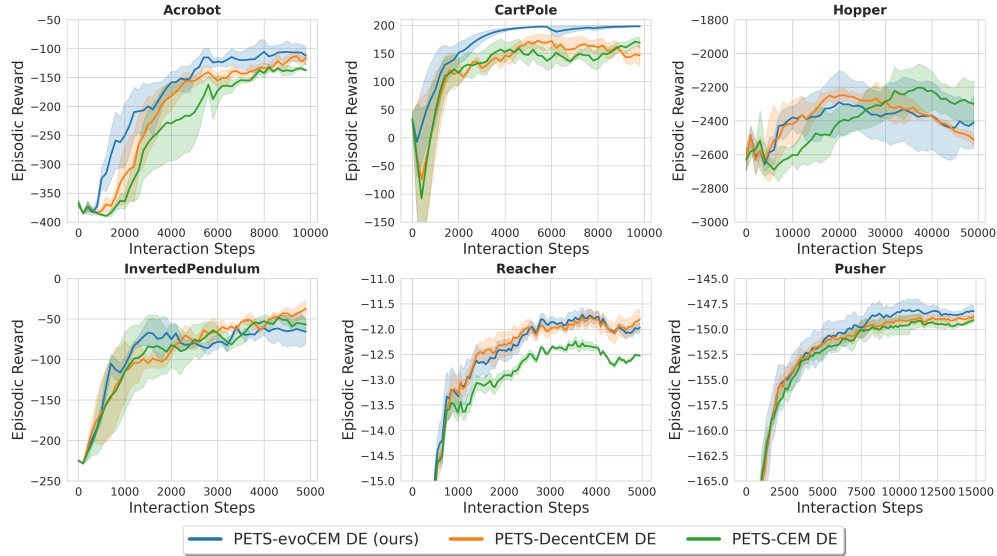 Acrobot
−50
−100
−150
−200
−250
−300
−350
−400
Episodic Reward
0 2000 4000 6000 8000 10000
Interaction Steps
CartPole
200
150
100
50
0
−50
−100
−150
Episodic Reward
0 2000 4000 6000 8000 10000
Interaction Steps
Hopper
−1800
−2000
−2200
−2400
−2600
−2800
−3000
Episodic Reward
0 10000 20000 30000 40000 50000
Interaction Steps
InvertedPendulum
0
−50
−100
−150
−200
−250
Episodic Reward
0 1000 2000 3000 4000 5000
Interaction Steps
Reacher
−11.0
−11.5
−12.0
−12.5
−13.0
−13.5
−14.0
−14.5
−15.0
Episodic Reward
0 1000 2000 3000 4000 5000
Interaction Steps
Pusher
−145.0
−147.5
−150.0
−152.5
−155.0
−157.5
−160.0
−162.5
−165.0
Episodic Reward
0 2500 5000 7500 10000 12500 15000
Interaction Steps
PETS-evoCEM DE (ours) PETS-DecentCEM DE PETS-CEM DE